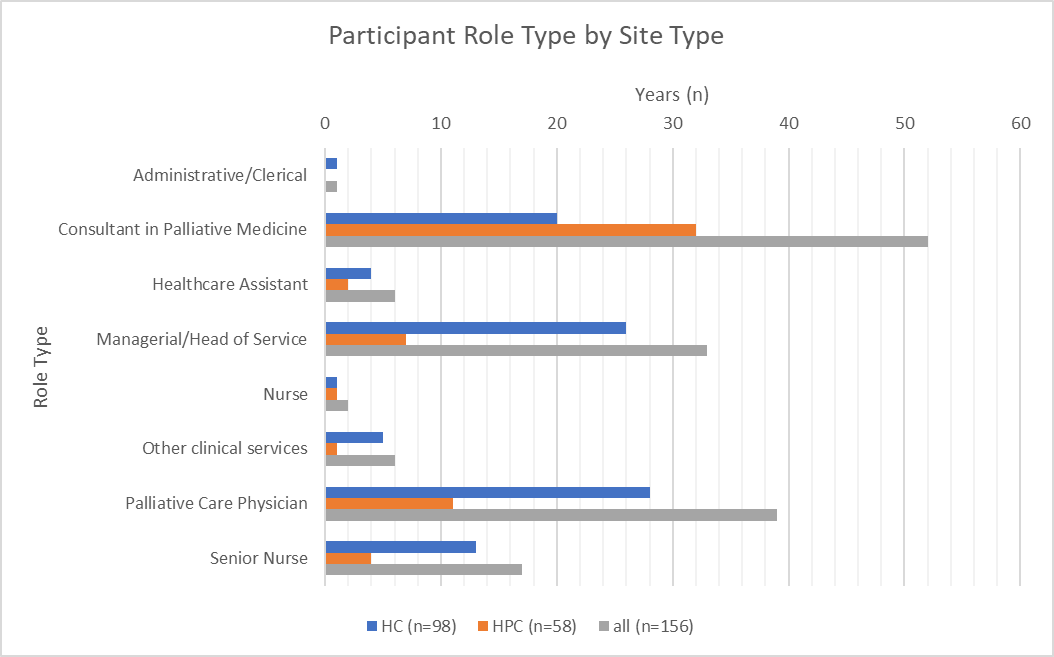 Participant Role Type by Site Type
Years (n)
0 10 20 30 40 50 60
Role Type
Administrative/Clerical
Consultant in Palliative Medicine
Healthcare Assistant
Managerial/Head of Service
Nurse
Other clinical services
Palliative Care Physician
Senior Nurse
HC (n=98) HPC (n=58) all (n=156)